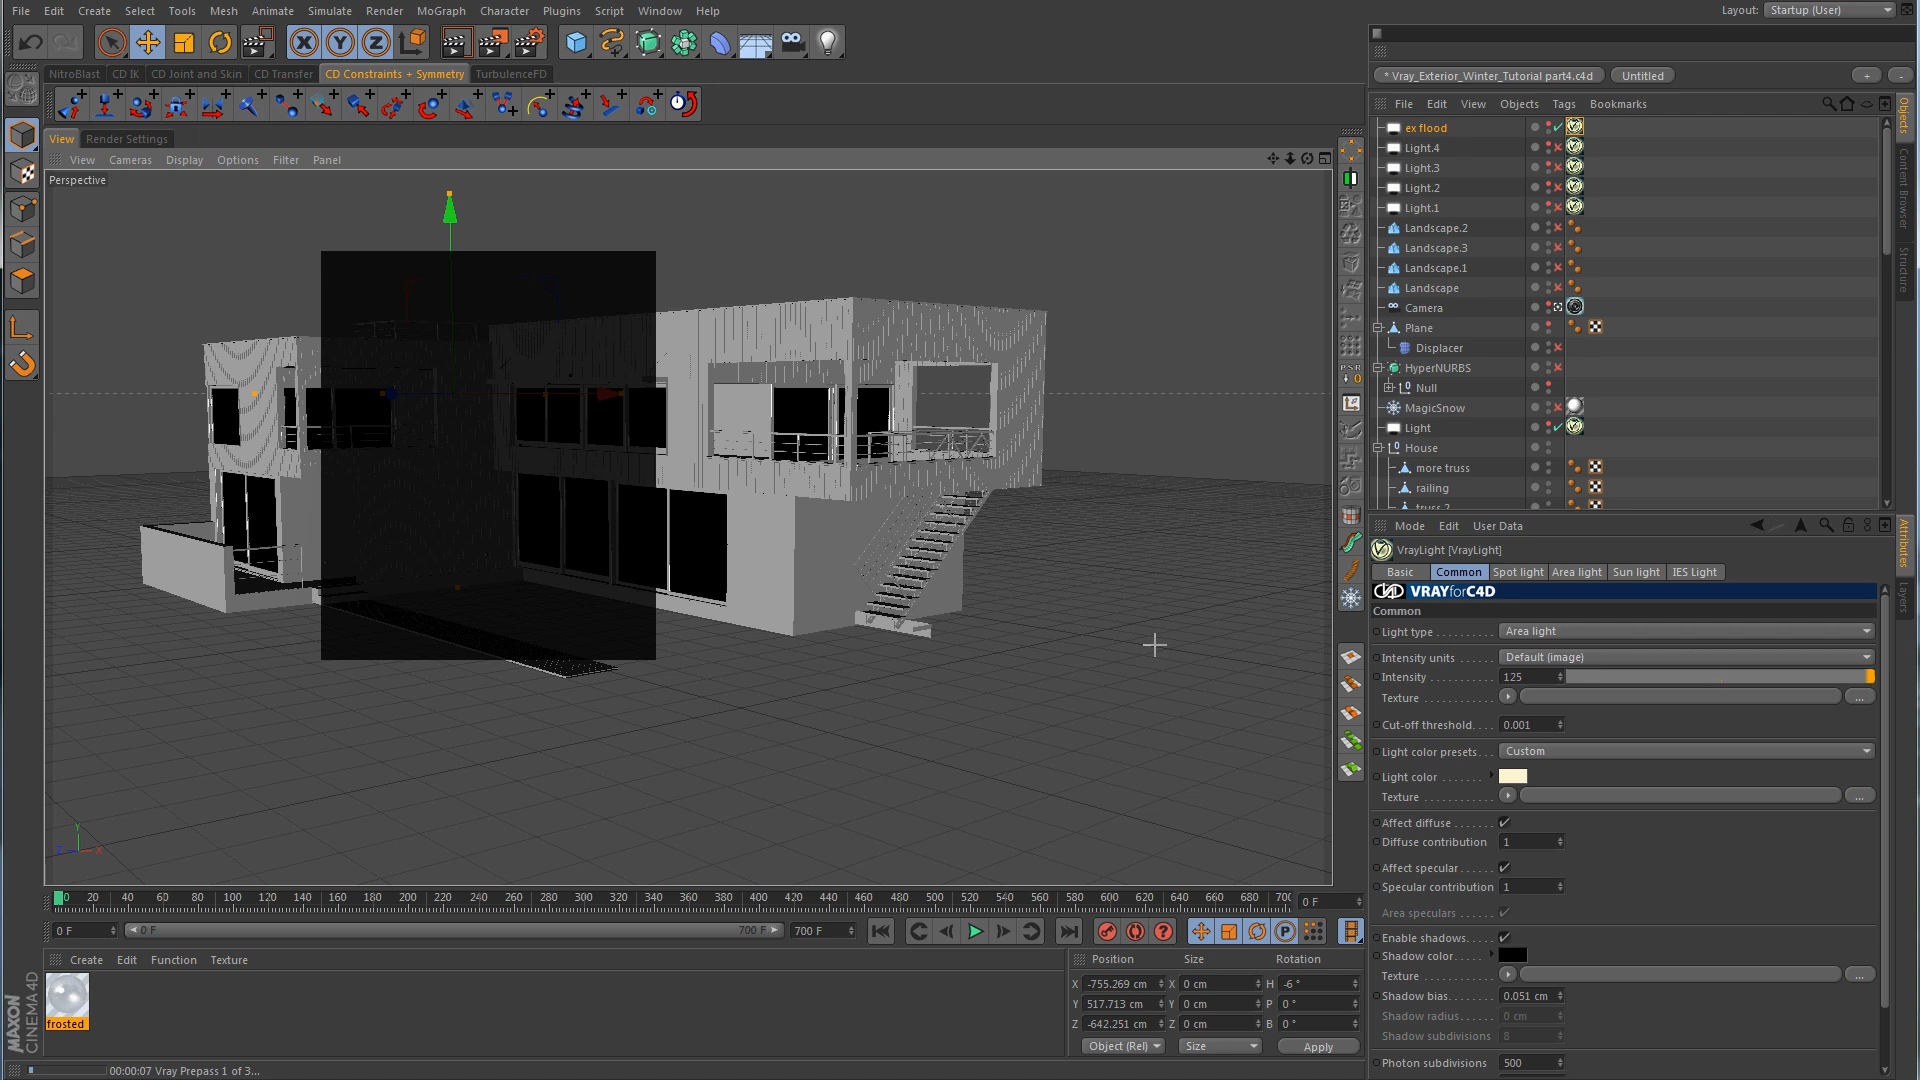 File Edit Create Select Tools Mesh Animate Simulate Render MoGraph Character Plugins Script Window Help
Layout: Startup (User)
NitroBlast CD IK CD Joint and Skin CD Transfer CD Constraints + Symmetry TurbulenceFD
* Vray_Exterior_Winter_Tutorial part4.c4d Untitled + -
File Edit View Objects Tags Bookmarks
View Render Settings
View Cameras Display Options Filter Panel
Perspective
ex flood
Light.4
Light.3
Light.2
Light.1
Landscape.2
Landscape.3
Landscape.1
Landscape
Camera
Plane
Displacer
HyperNURBS
Null
MagicSnow
Light
House
more truss
railing
truss 2
Objects
Content Browser
Structure
P S R
0
Mode Edit User Data
VrayLight [VrayLight]
Basic Common Spot light Area light Sun light IES Light
VRAYforC4D
Common
Light type Area light
Intensity units Default (image)
Intensity 125
Texture ...
Cut-off threshold 0.001
Light color presets Custom
Light color
Texture ...
Affect diffuse
Diffuse contribution 1
Affect specular
Specular contribution 1
Area speculars
Enable shadows
Shadow color
Texture ...
Shadow bias 0.051 cm
Shadow radius 0 cm
Shadow subdivisions 8
Photon subdivisions 500
Attributes
Layers
Y
Z X
0 20 40 60 80 100 120 140 160 180 200 220 240 260 280 300 320 340 360 380 400 420 440 460 480 500 520 540 560 580 600 620 640 660 680 70 0 F
0 F 0 F 700 F 700 F
Create Edit Function Texture
frosted
Position Size Rotation
X -755.269 cm X 0 cm H -6 °
Y 517.713 cm Y 0 cm P 0 °
Z -642.251 cm Z 0 cm B 0 °
Object (Rel) Size Apply
MAXON
CINEMA 4D
00:00:07 Vray Prepass 1 of 3...